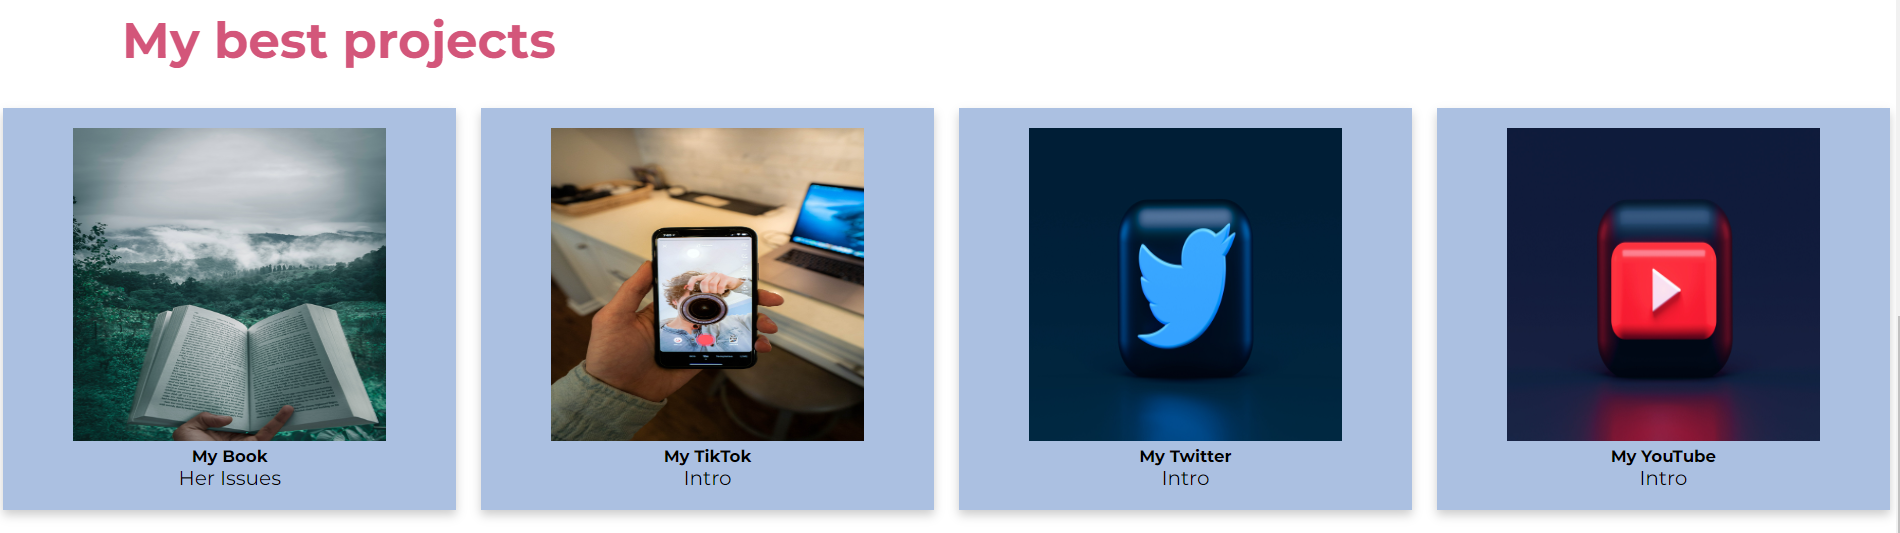 My best projects
My Book
Her Issues
My TikTok
Intro
My Twitter
Intro
My YouTube
Intro